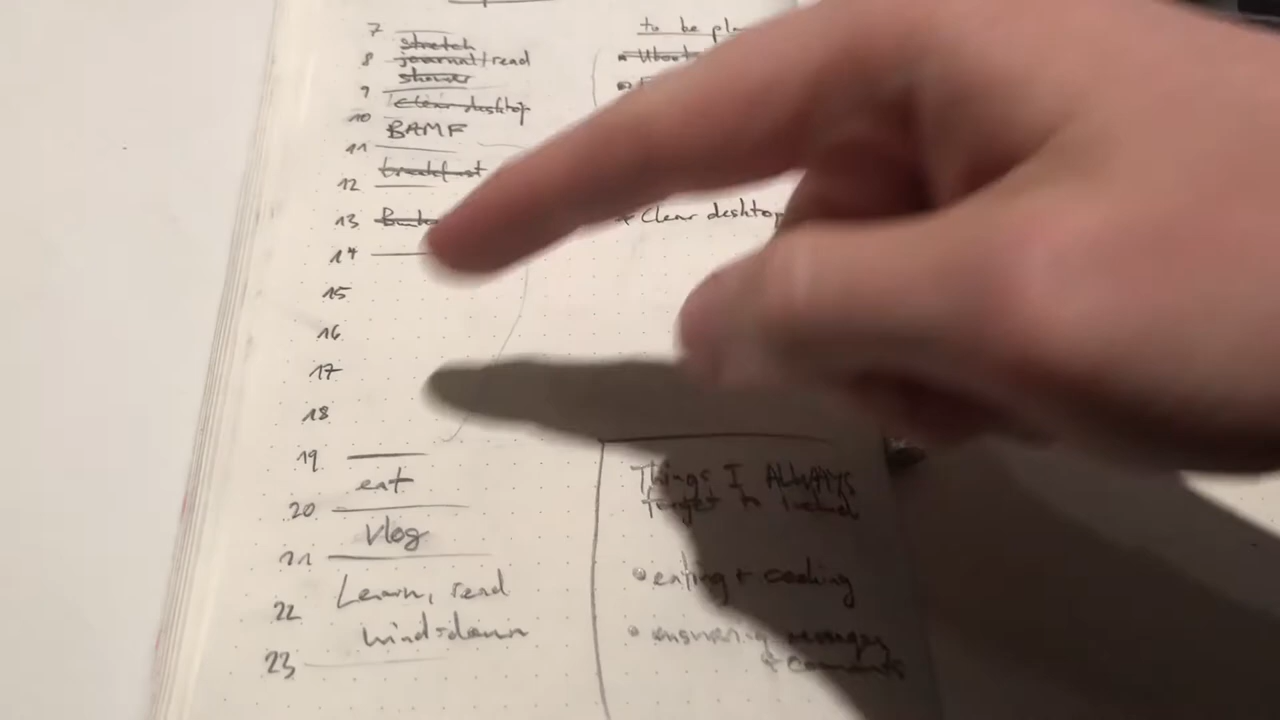 7
stretch
8 journal/read
shower
9
clear desktop
10
BAMF
11
breakfast
12
13
14
15
16
17
18
19
eat
20
Vlog
21
Learn, read
22
wind-down
23
to be
Clear desktop
Things I ALWAYS
forget to
eating + cooking
answering messages
+ comments